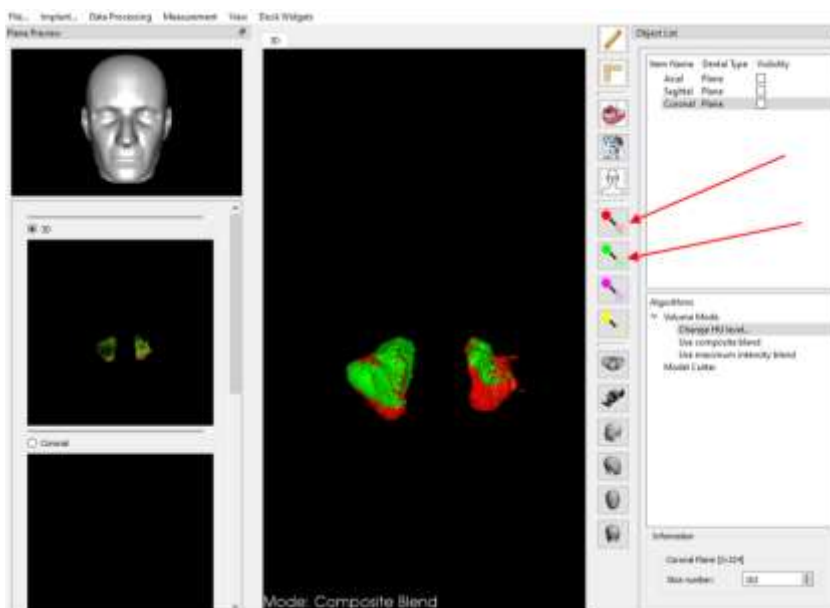 File... Implant... Data Processing Measurement View Dock Widgets
Plane Preview
3D
Object List
Item Name Dental Type Visibility
Axial Plane
Sagittal Plane
Coronal Plane
3D
Coronal
Algorithms
Volume Mode
Change HU level...
Use composite blend
Use maximum intensity blend
Model Cutter
Information
Coronal Plane
Slice number:
Mode: Composite Blend